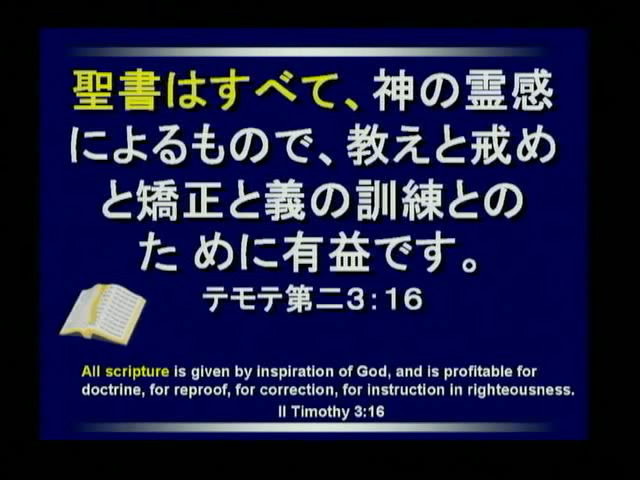 聖書はすべて、神の霊感
によるもので、教えと戒め
と矯正と義の訓練との
た めに有益です。
テモテ第二3:16
All scripture is given by inspiration of God, and is profitable for
doctrine, for reproof, for correction, for instruction in righteousness.
II Timothy 3:16